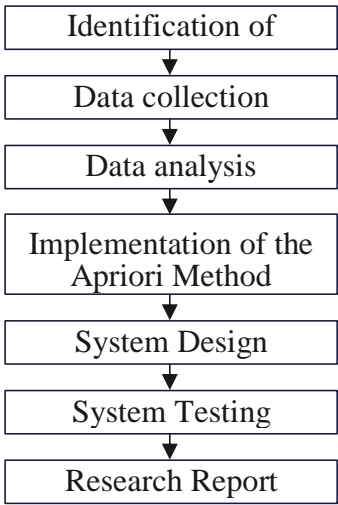 Identification of
Data collection
Data analysis
Implementation of the
Apriori Method
System Design
System Testing
Research Report